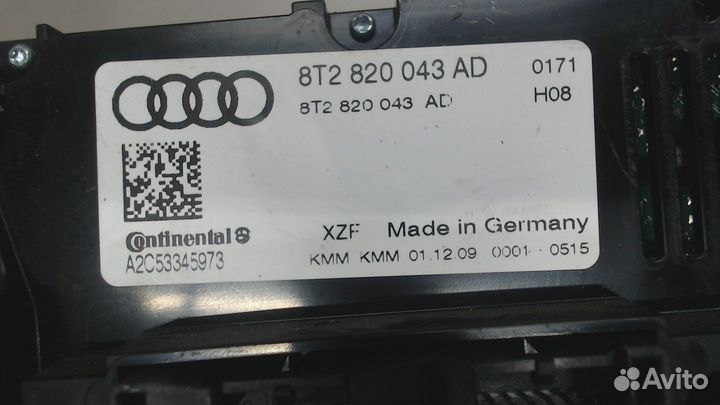 8T2 820 043 AD 0171
8T2 820 043 AD H08
Continental
A2C53345973
XZF Made in Germany
KMM KMM 01.12.09 0001 0515
Avito